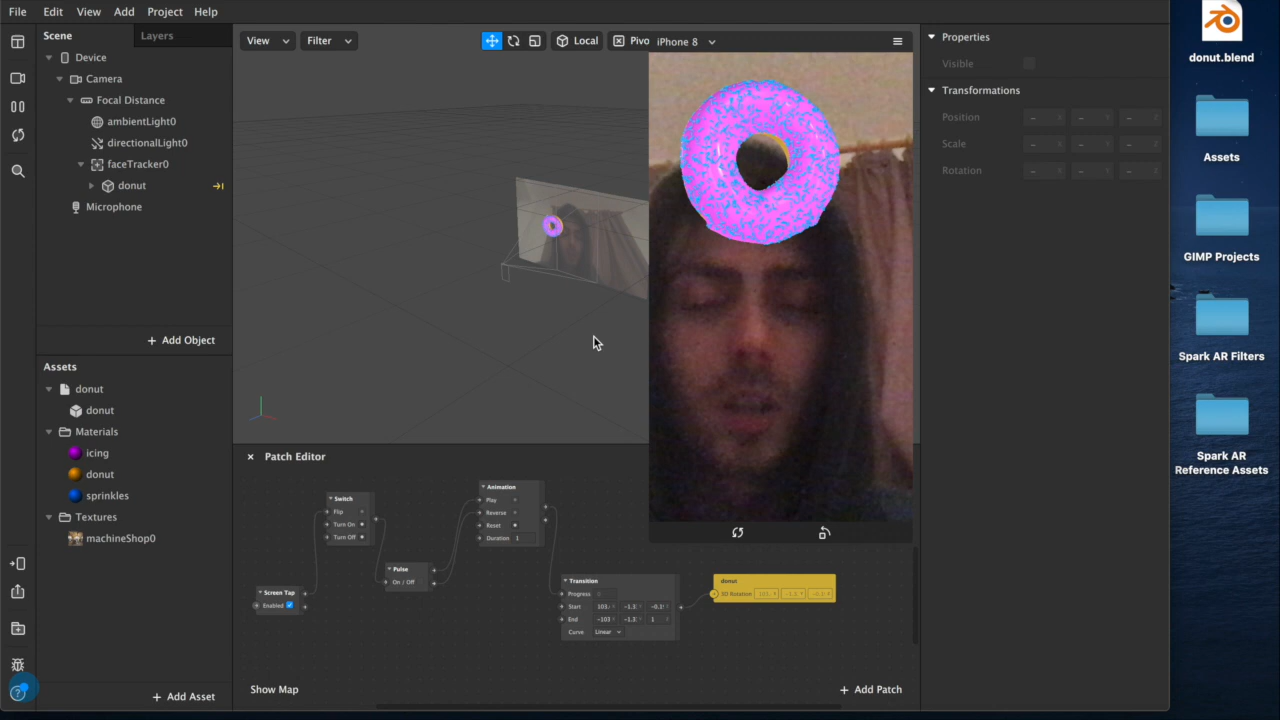 File Edit View Add Project Help
Scene
Layers
Device
Camera
Focal Distance
ambientLight0
directionalLight0
faceTracker0
donut
Microphone
+ Add Object
Assets
donut
donut
Materials
icing
donut
sprinkles
Textures
machineShop0
+ Add Asset
View
Filter
Local
Pivo
iPhone 8
Patch Editor
Switch
Flip
Turn On
Turn Off
Screen Tap
Enabled
Pulse
On / Off
Animation
Play
Reverse
Reset
Duration 1
Transition
Progress 0
Start 103.
End -103 1
Curve Linear
donut
3D Rotation
Show Map
+ Add Patch
Properties
Visible
Transformations
Position – – –
Scale – – –
Rotation – – –
donut.blend
Assets
GIMP Projects
Spark AR Filters
Spark AR
Reference Assets